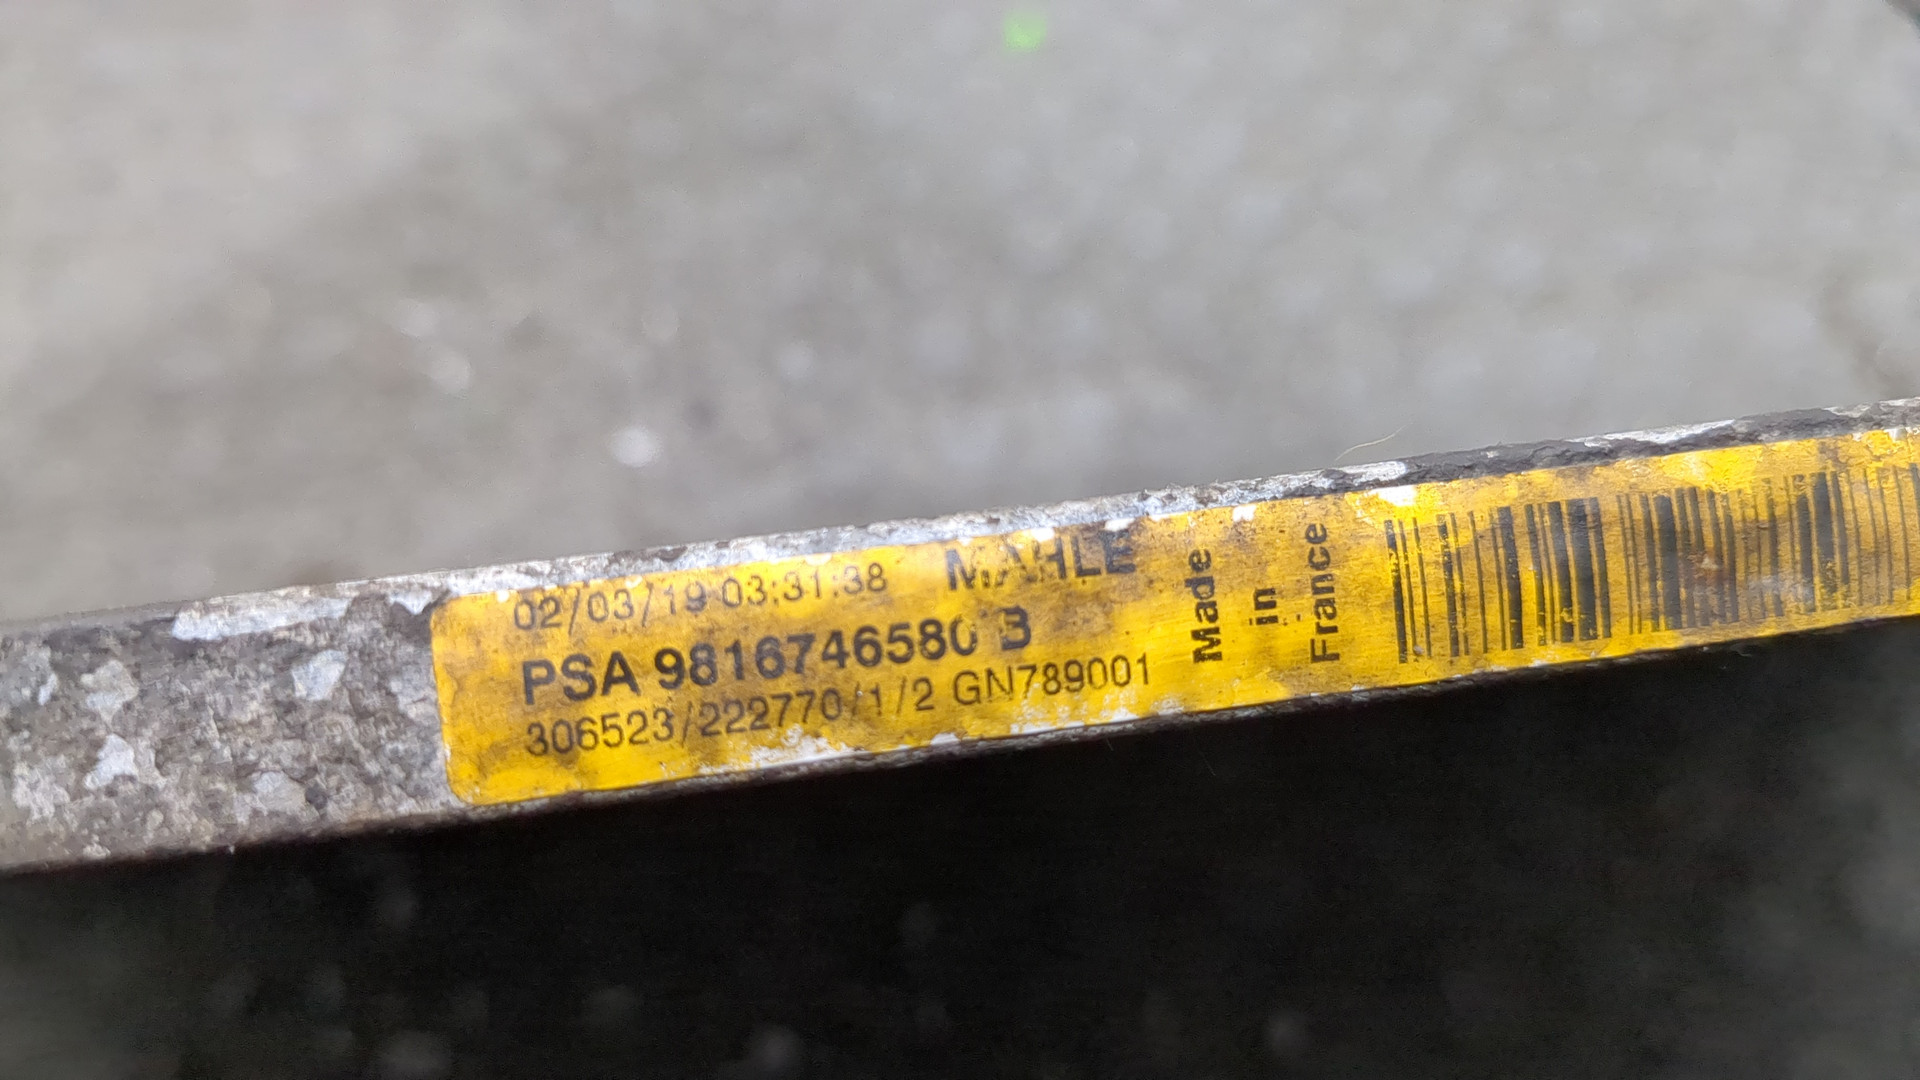 02/03/19 03:31:38 MAHLE
PSA 9816746580 B
306523/222770/1/2 GN789001
Made
in
France